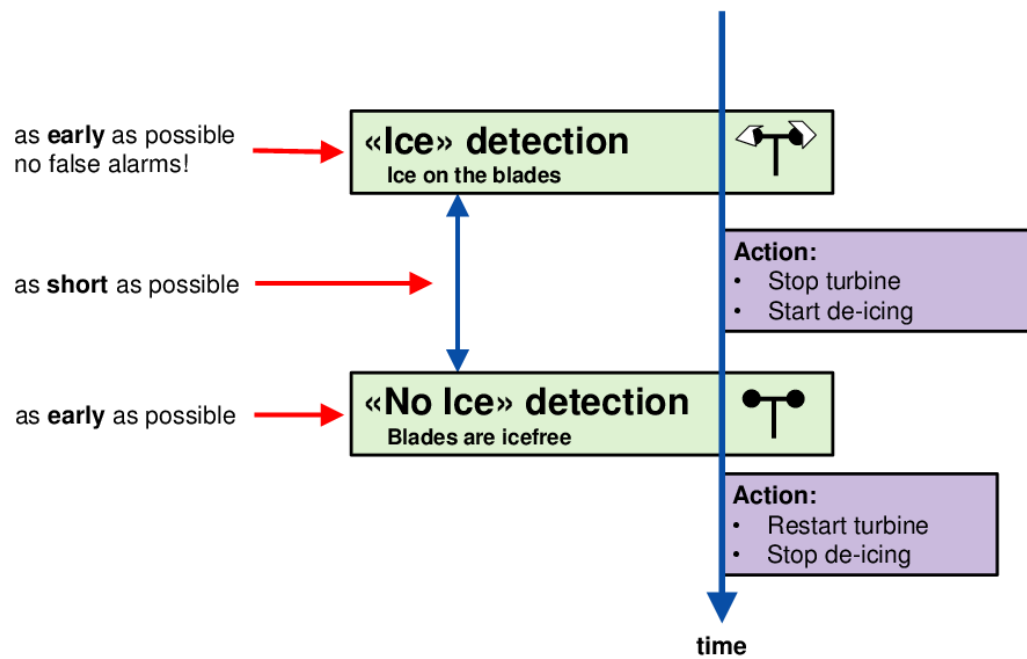 as early as possible
no false alarms!
«Ice» detection
Ice on the blades
Action:
• Stop turbine
• Start de-icing
as short as possible
«No Ice» detection
Blades are icefree
as early as possible
Action:
• Restart turbine
• Stop de-icing
time